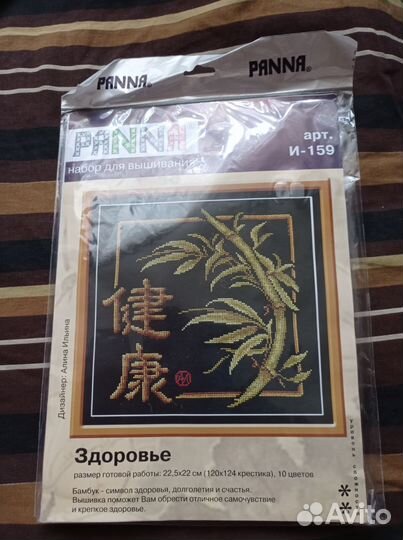 PANNA® PANNA®
PANNA
набор для вышивания
арт.
И-159
健
康
Дизайнер: Алина Ильина
Здоровье
размер готовой работы: 22,5х22 см (120х124 крестика), 10 цветов
Бамбук - символ здоровья, долголетия и счастья.
Вышивка поможет Вам обрести отличное самочувствие
и крепкое здоровье.
Avito